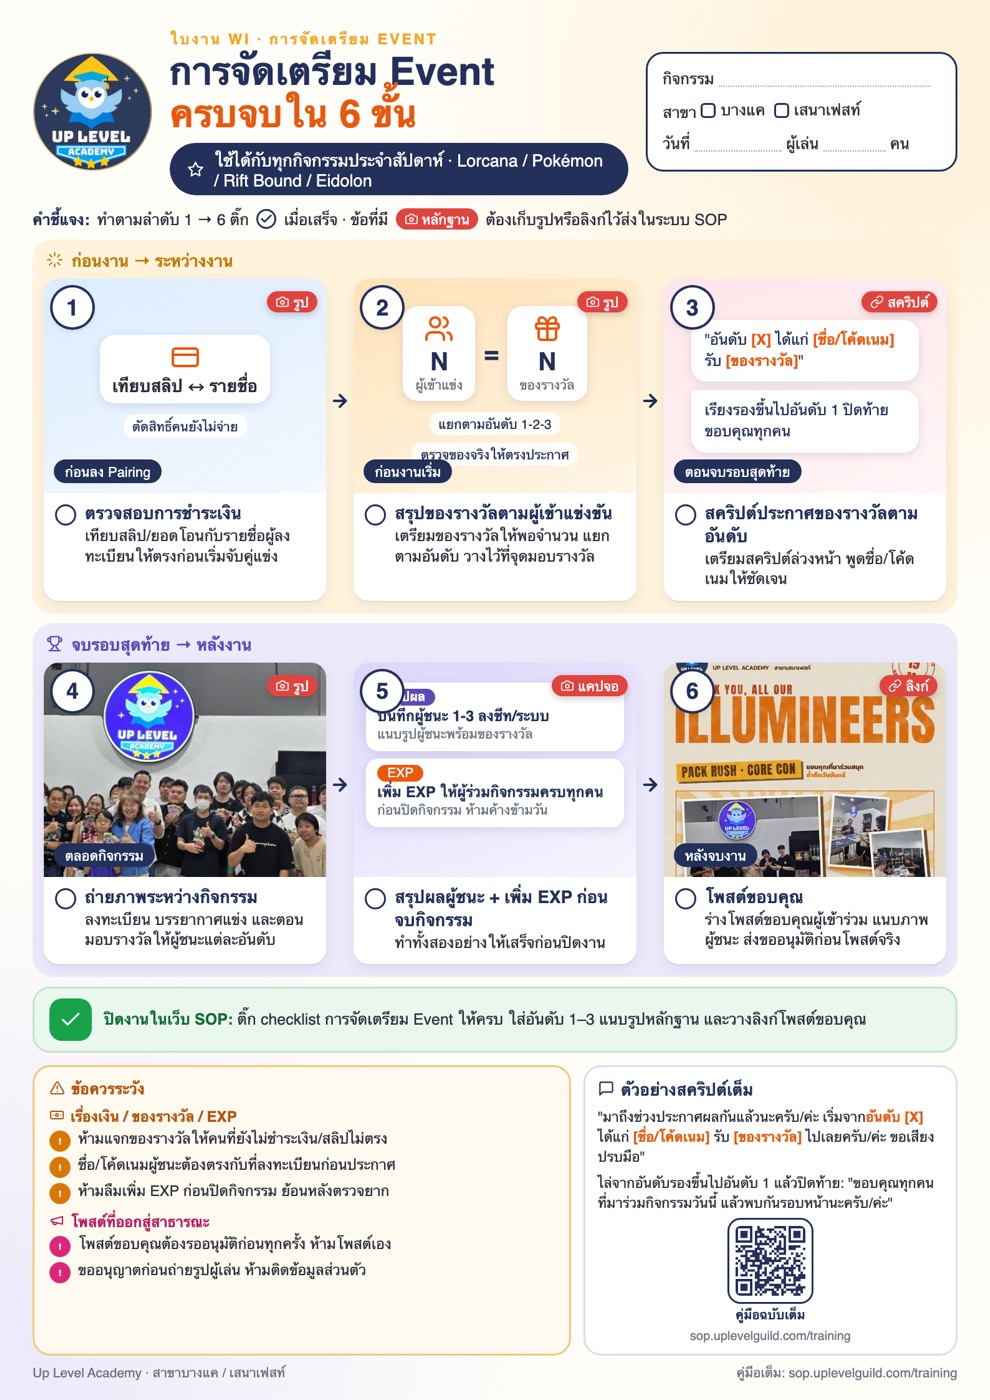 ใบงาน WI · การจัดเตรียม EVENT
การจัดเตรียม Event
ครบจบใน 6 ขั้น
UP LEVEL
ACADEMY
ใช้ได้กับทุกกิจกรรมประจำสัปดาห์ · Lorcana / Pokémon
/ Rift Bound / Eidolon
กิจกรรม
สาขา บางแค เสนาเฟสท์
วันที่ ผู้เล่น คน
คำชี้แจง: ทำตามลำดับ 1 → 6 ติ๊ก เมื่อเสร็จ · ข้อที่มี หลักฐาน ต้องเก็บรูปหรือลิงก์ไว้ส่งในระบบ SOP
ก่อนงาน → ระหว่างงาน
1
รูป
เทียบสลิป ↔ รายชื่อ
ตัดสิทธิ์คนยังไม่จ่าย
ก่อนลง Pairing
ตรวจสอบการชำระเงิน
เทียบสลิป/ยอดโอนกับรายชื่อผู้ลง
ทะเบียนให้ตรงก่อนเริ่มจับคู่แข่ง
2
รูป
N = N
ผู้เข้าแข่ง ของรางวัล
แยกตามอันดับ 1-2-3
ตรวจของจริงให้ตรงประกาศ
ก่อนงานเริ่ม
สรุปของรางวัลตามผู้เข้าแข่งขัน
เตรียมของรางวัลให้พอจำนวน แยก
ตามอันดับ วางไว้ที่จุดมอบรางวัล
3
สคริปต์
"อันดับ [X] ได้แก่ [ชื่อ/โค้ดเนม]
รับ [ของรางวัล]"
เรียงรองขึ้นไปอันดับ 1 ปิดท้าย
ขอบคุณทุกคน
ตอนจบรอบสุดท้าย
สคริปต์ประกาศของรางวัลตาม
อันดับ
เตรียมสคริปต์ล่วงหน้า พูดชื่อ/โค้ด
เนมให้ชัดเจน
จบรอบสุดท้าย → หลังงาน
4
รูป
UP LEVEL
ACADEMY
ตลอดกิจกรรม
ถ่ายภาพระหว่างกิจกรรม
ลงทะเบียน บรรยากาศแข่ง และตอน
มอบรางวัลให้ผู้ชนะแต่ละอันดับ
5
แคปจอ
ปผล
บันทึกผู้ชนะ 1-3 ลงชีท/ระบบ
แนบรูปผู้ชนะพร้อมของรางวัล
EXP
เพิ่ม EXP ให้ผู้ร่วมกิจกรรมครบทุกคน
ก่อนปิดกิจกรรม ห้ามค้างข้ามวัน
สรุปผลผู้ชนะ + เพิ่ม EXP ก่อน
จบกิจกรรม
ทำทั้งสองอย่างให้เสร็จก่อนปิดงาน
6
ลิงก์
UP LEVEL ACADEMY · สาขาเสนาเฟสท์
19
K YOU, ALL OUR
ILLUMINEERS
PACK RUSH · CORE CON
ขอบคุณที่มาร่วมสนุก
หลังจบงาน
โพสต์ขอบคุณ
ร่างโพสต์ขอบคุณผู้เข้าร่วม แนบภาพ
ผู้ชนะ ส่งขออนุมัติก่อนโพสต์จริง
ปิดงานในเว็บ SOP: ติ๊ก checklist การจัดเตรียม Event ให้ครบ ใส่อันดับ 1–3 แนบรูปหลักฐาน และวางลิงก์โพสต์ขอบคุณ
ข้อควรระวัง
เรื่องเงิน / ของรางวัล / EXP
! ห้ามแจกของรางวัลให้คนที่ยังไม่ชำระเงิน/สลิปไม่ตรง
! ชื่อ/โค้ดเนมผู้ชนะต้องตรงกับที่ลงทะเบียนก่อนประกาศ
! ห้ามลืมเพิ่ม EXP ก่อนปิดกิจกรรม ย้อนหลังตรวจยาก
โพสต์ที่ออกสู่สาธารณะ
! โพสต์ขอบคุณต้องรออนุมัติก่อนทุกครั้ง ห้ามโพสต์เอง
! ขออนุญาตก่อนถ่ายรูปผู้เล่น ห้ามติดข้อมูลส่วนตัว
ตัวอย่างสคริปต์เต็ม
"มาถึงช่วงประกาศผลกันแล้วนะครับ/ค่ะ เริ่มจากอันดับ [X]
ได้แก่ [ชื่อ/โค้ดเนม] รับ [ของรางวัล] ไปเลยครับ/ค่ะ ขอเสียง
ปรบมือ"
ไล่จากอันดับรองขึ้นไปอันดับ 1 แล้วปิดท้าย: "ขอบคุณทุกคน
ที่มาร่วมกิจกรรมวันนี้ แล้วพบกันรอบหน้านะครับ/ค่ะ"
คู่มือฉบับเต็ม
sop.uplevelguild.com/training
Up Level Academy · สาขาบางแค / เสนาเฟสท์
คู่มือเต็ม: sop.uplevelguild.com/training